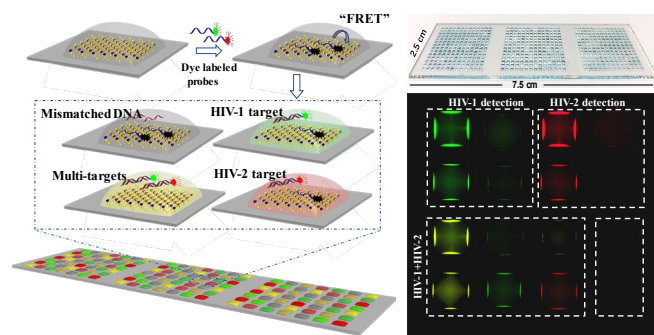 “FRET”
Dye labeled
probes
Mismatched DNA
HIV-1 target
Multi-targets
HIV-2 target
2.5 cm
7.5 cm
HIV-1 detection
HIV-2 detection
HIV-1+HIV-2